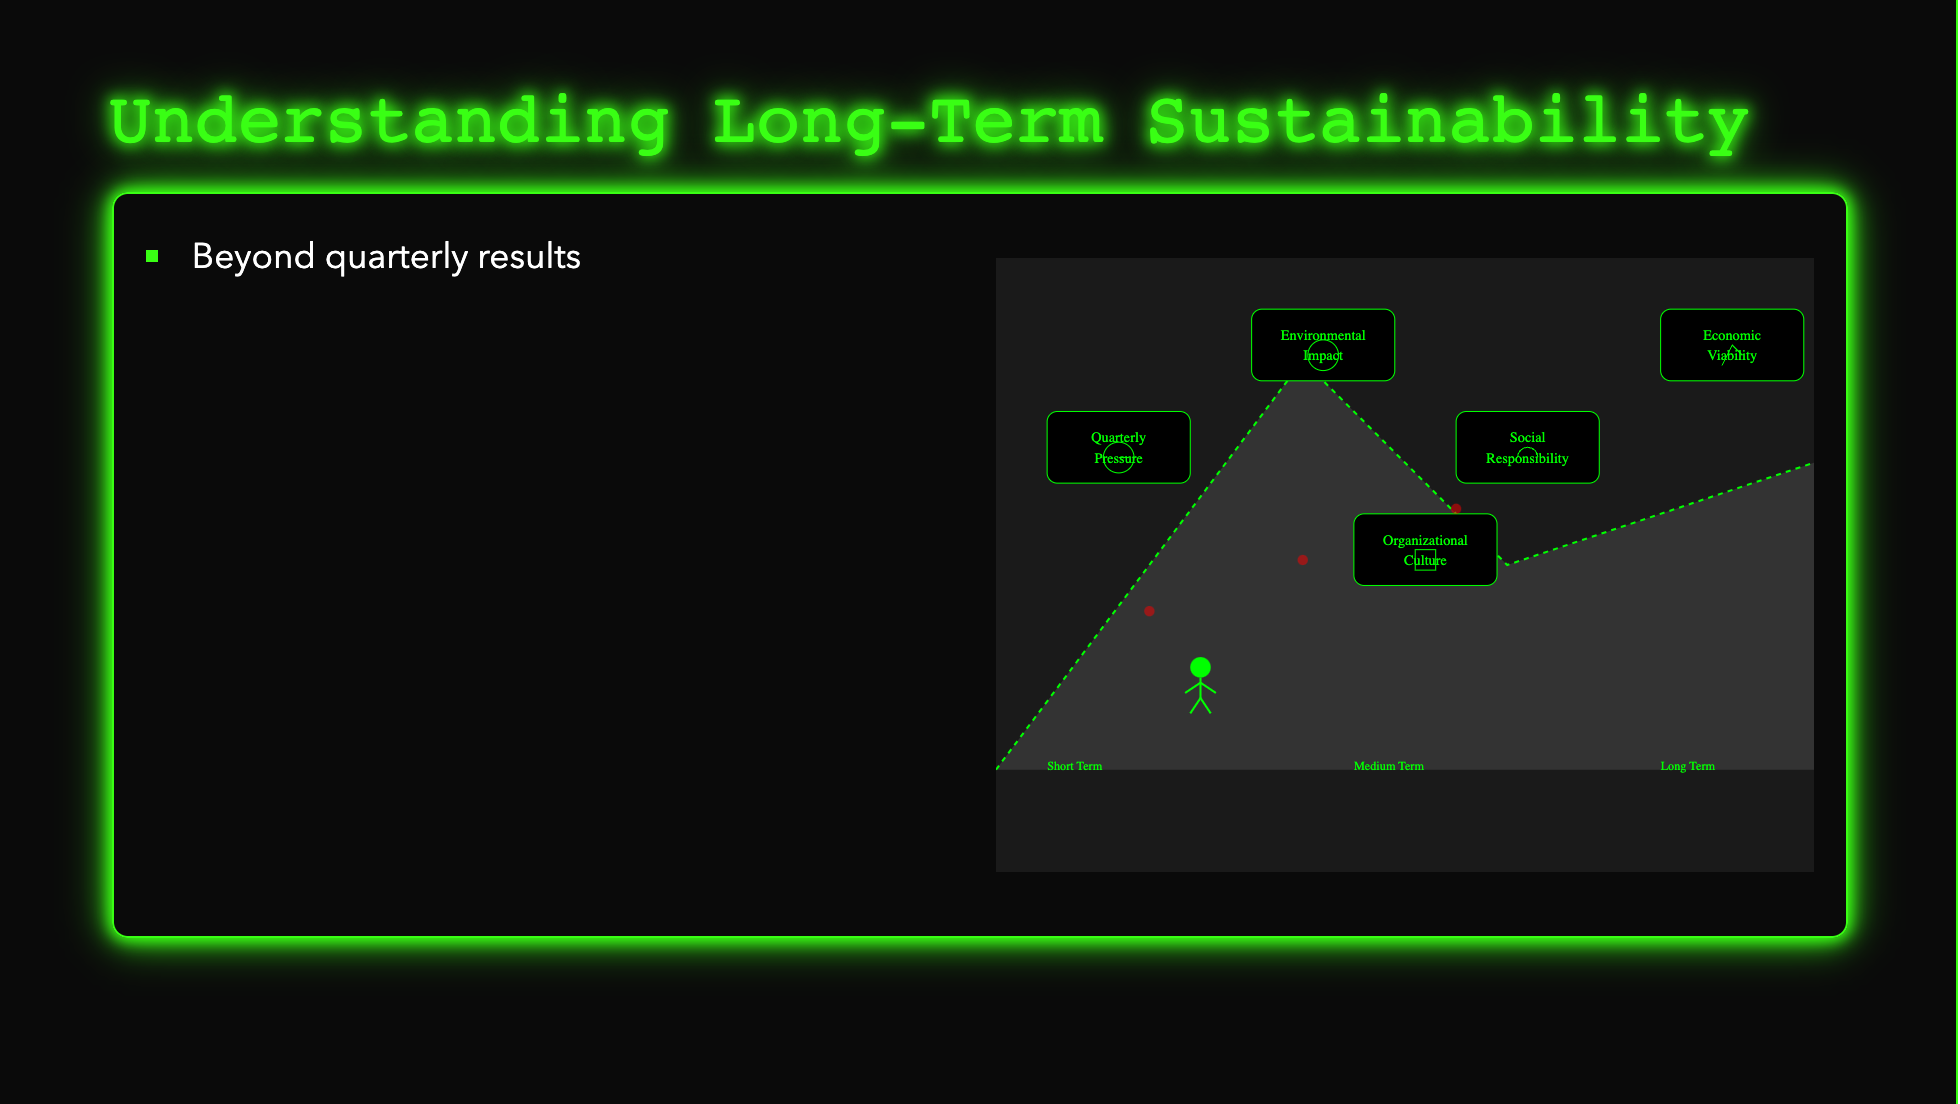 Understanding Long-Term Sustainability
Beyond quarterly results
Environmental
Impact
Economic
Viability
Quarterly
Pressure
Social
Responsibility
Organizational
Culture
Short Term
Medium Term
Long Term